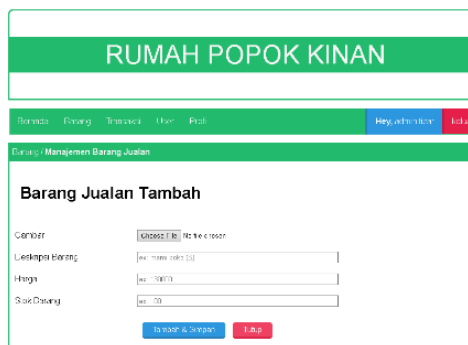 RUMAH POPOK KINAN
Beranda Barang Transaksi User Profil
Hey, admin
Barang / Manajemen Barang Jualan
Barang Jualan Tambah
Gambar
Choose File No file chosen
Deskripsi Barang
Harga
Stok Barang
Tambah & Simpan Tutup